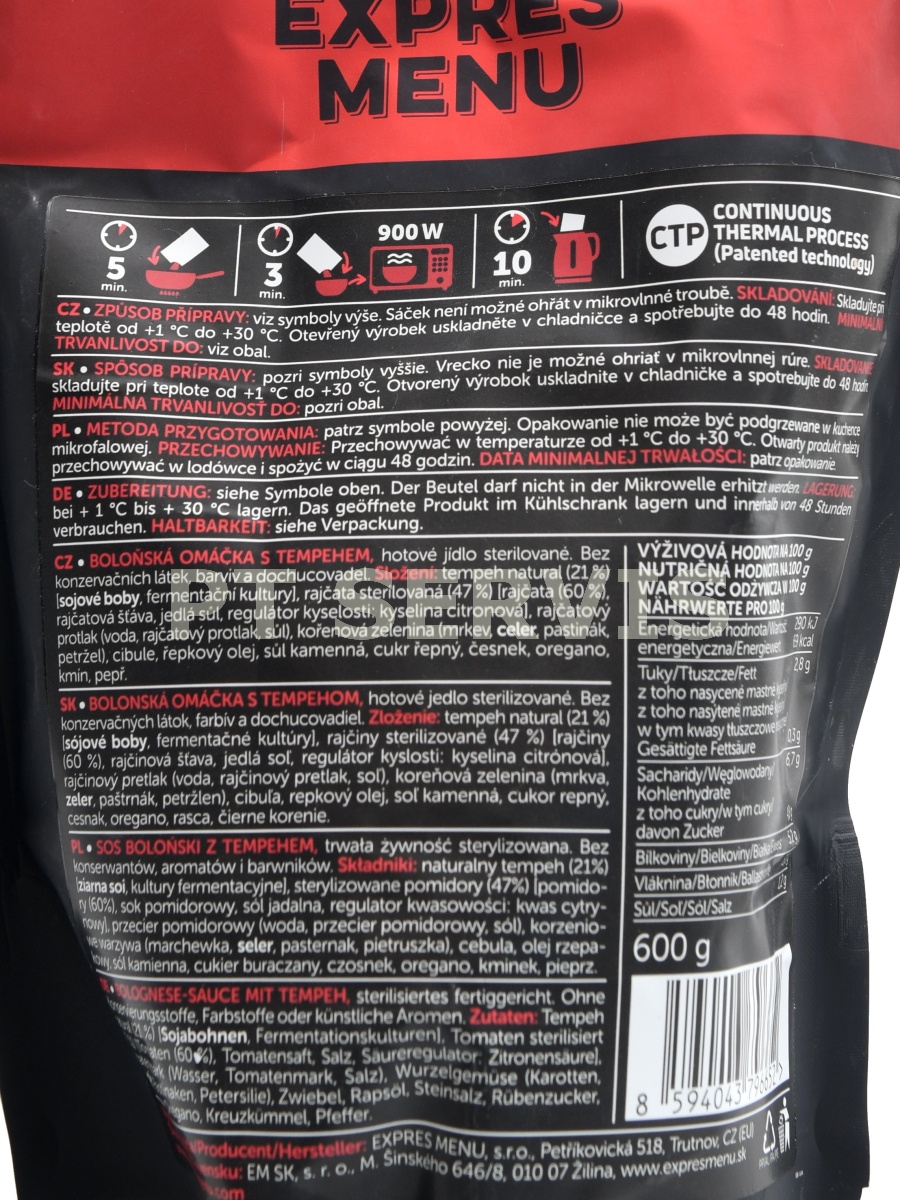 EXPRES
MENU
5
min.
3
min.
900 W
10
min.
CTP
CONTINUOUS
THERMAL PROCESS
(Patented technology)
CZ • ZPŮSOB PŘÍPRAVY: viz symboly výše. Sáček není možné ohřát v mikrovlnné troubě. SKLADOVÁNÍ: Skladujte při
teplotě od +1 °C do +30 °C. Otevřený výrobek uskladněte v chladničce a spotřebujte do 48 hodin. MINIMÁLNÍ
TRVANLIVOST DO: viz obal.
SK • SPÔSOB PRÍPRAVY: pozri symboly vyššie. Vrecko nie je možné ohriať v mikrovlnnej rúre. SKLADOVANIE:
skladujte pri teplote od +1 °C do +30 °C. Otvorený výrobok uskladnite v chladničke a spotrebujte do 48 hodín
MINIMÁLNA TRVANLIVOSŤ DO: pozri obal.
PL • METODA PRZYGOTOWANIA: patrz symbole powyżej. Opakowanie nie może być podgrzewane w kuchence
mikrofalowej. PRZECHOWYWANIE: Przechowywać w temperaturze od +1 °C do +30 °C. Otwarty produkt należy
przechowywać w lodówce i spożyć w ciągu 48 godzin. DATA MINIMALNEJ TRWAŁOŚCI: patrz opakowanie.
DE • ZUBEREITUNG: siehe Symbole oben. Der Beutel darf nicht in der Mikrowelle erhitzt werden. LAGERUNG:
bei + 1 °C bis + 30 °C lagern. Das geöffnete Produkt im Kühlschrank lagern und innerhalb von 48 Stunden
verbrauchen. HALTBARKEIT: siehe Verpackung.
CZ • BOLOŇSKÁ OMÁČKA S TEMPEHEM, hotové jídlo sterilované. Bez
konzervačních látek, barviv a dochucovadel. Složení: tempeh natural (21 %)
[sojové boby, fermentační kultury], rajčata sterilovaná (47 %) [rajčata (60 %),
rajčatová šťáva, jedlá sůl, regulátor kyselosti: kyselina citronová], rajčatový
protlak (voda, rajčatový protlak, sůl), kořenová zelenina (mrkev, celer, pastinák,
petržel), cibule, řepkový olej, sůl kamenná, cukr řepný, česnek, oregano,
kmín, pepř.
PT SERVIS
SK • BOLONSKÁ OMÁČKA S TEMPEHOM, hotové jedlo sterilizované. Bez
konzervačných látok, farbív a dochucovadiel. Zloženie: tempeh natural (21 %)
[sójové boby, fermentačné kultúry], rajčiny sterilizované (47 %) [rajčiny
(60 %), rajčinová šťava, jedlá soľ, regulátor kyslosti: kyselina citrónová],
rajčinový pretlak (voda, rajčinový pretlak, soľ), koreňová zelenina (mrkva,
zeler, paštrnák, petržlen), cibuľa, repkový olej, soľ kamenná, cukor repný,
cesnak, oregano, rasca, čierne korenie.
PL • SOS BOLOŃSKI Z TEMPEHEM, trwała żywność sterylizowana. Bez
konserwantów, aromatów i barwników. Składniki: naturalny tempeh (21%)
[ziarna soi, kultury fermentacyjne], sterylizowane pomidory (47%) [pomido-
ry (60%), sok pomidorowy, sól jadalna, regulator kwasowości: kwas cytry-
nowy], przecier pomidorowy (woda, przecier pomidorowy, sól), korzenio-
we warzywa (marchewka, seler, pasternak, pietruszka), cebula, olej rzepa-
kowy, sól kamienna, cukier buraczany, czosnek, oregano, kminek, pieprz.
• BOLOGNESE-SAUCE MIT TEMPEH, sterilisiertes fertiggericht. Ohne
Konservierungsstoffe, Farbstoffe oder künstliche Aromen. Zutaten: Tempeh
(21 %) [Sojabohnen, Fermentationskulturen], Tomaten sterilisiert
(60 %), Tomatensaft, Salz, Säureregulator: Zitronensäure],
(Wasser, Tomatenmark, Salz), Wurzelgemüse (Karotten,
Petersilie), Zwiebel, Rapsöl, Steinsalz, Rübenzucker,
Kreuzkümmel, Pfeffer.
VÝŽIVOVÁ HODNOTA NA 100 g
NUTRIČNÁ HODNOTA NA 100 g
WARTOŚĆ ODŻYWCZA W 100 g
NÄHRWERTE PRO 100 g
Energetická hodnota/Wartość 290 kJ/
energetyczna/Energiewert kcal
Tuky/Tłuszcze/Fett 2,8 g
z toho nasycené mastné
z toho nasýtené mastné
w tym kwasy tłuszczowe
Gesättigte Fettsäure 0,3 g
Sacharidy/Węglowodany/ 6,7 g
Kohlenhydrate
z toho cukry/w tym cukry/
davon Zucker
Bílkoviny/Bielkoviny/Białka
Vláknina/Błonnik/Ballast
Sůl/Soľ/Sól/Salz
600 g
8 594043 796652
/Producent/Hersteller: EXPRES MENU, s.r.o., Petříkovická 518, Trutnov, CZ (EU)
EM SK, s. r. o., M. Šinského 646/8, 010 07 Žilina, www.expresmenu.sk
.com